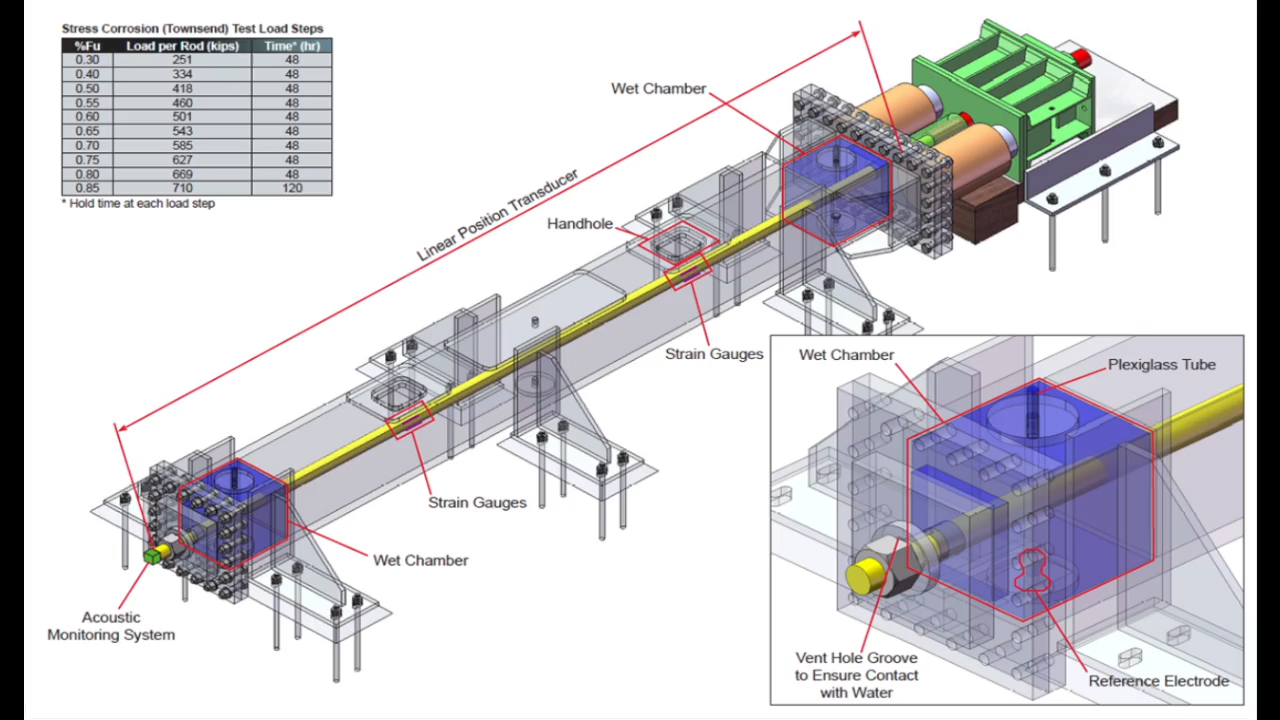 Stress Corrosion (Townsend) Test Load Steps
%Fu Load per Rod (kips) Time* (hr)
0.30 251 48
0.40 334 48
0.50 418 48
0.55 460 48
0.60 501 48
0.65 543 48
0.70 585 48
0.75 627 48
0.80 669 48
0.85 710 120
* Hold time at each load step
Wet Chamber
Linear Position Transducer
Handhole
Strain Gauges
Strain Gauges
Wet Chamber
Acoustic
Monitoring System
Wet Chamber
Plexiglass Tube
Vent Hole Groove
to Ensure Contact
with Water
Reference Electrode